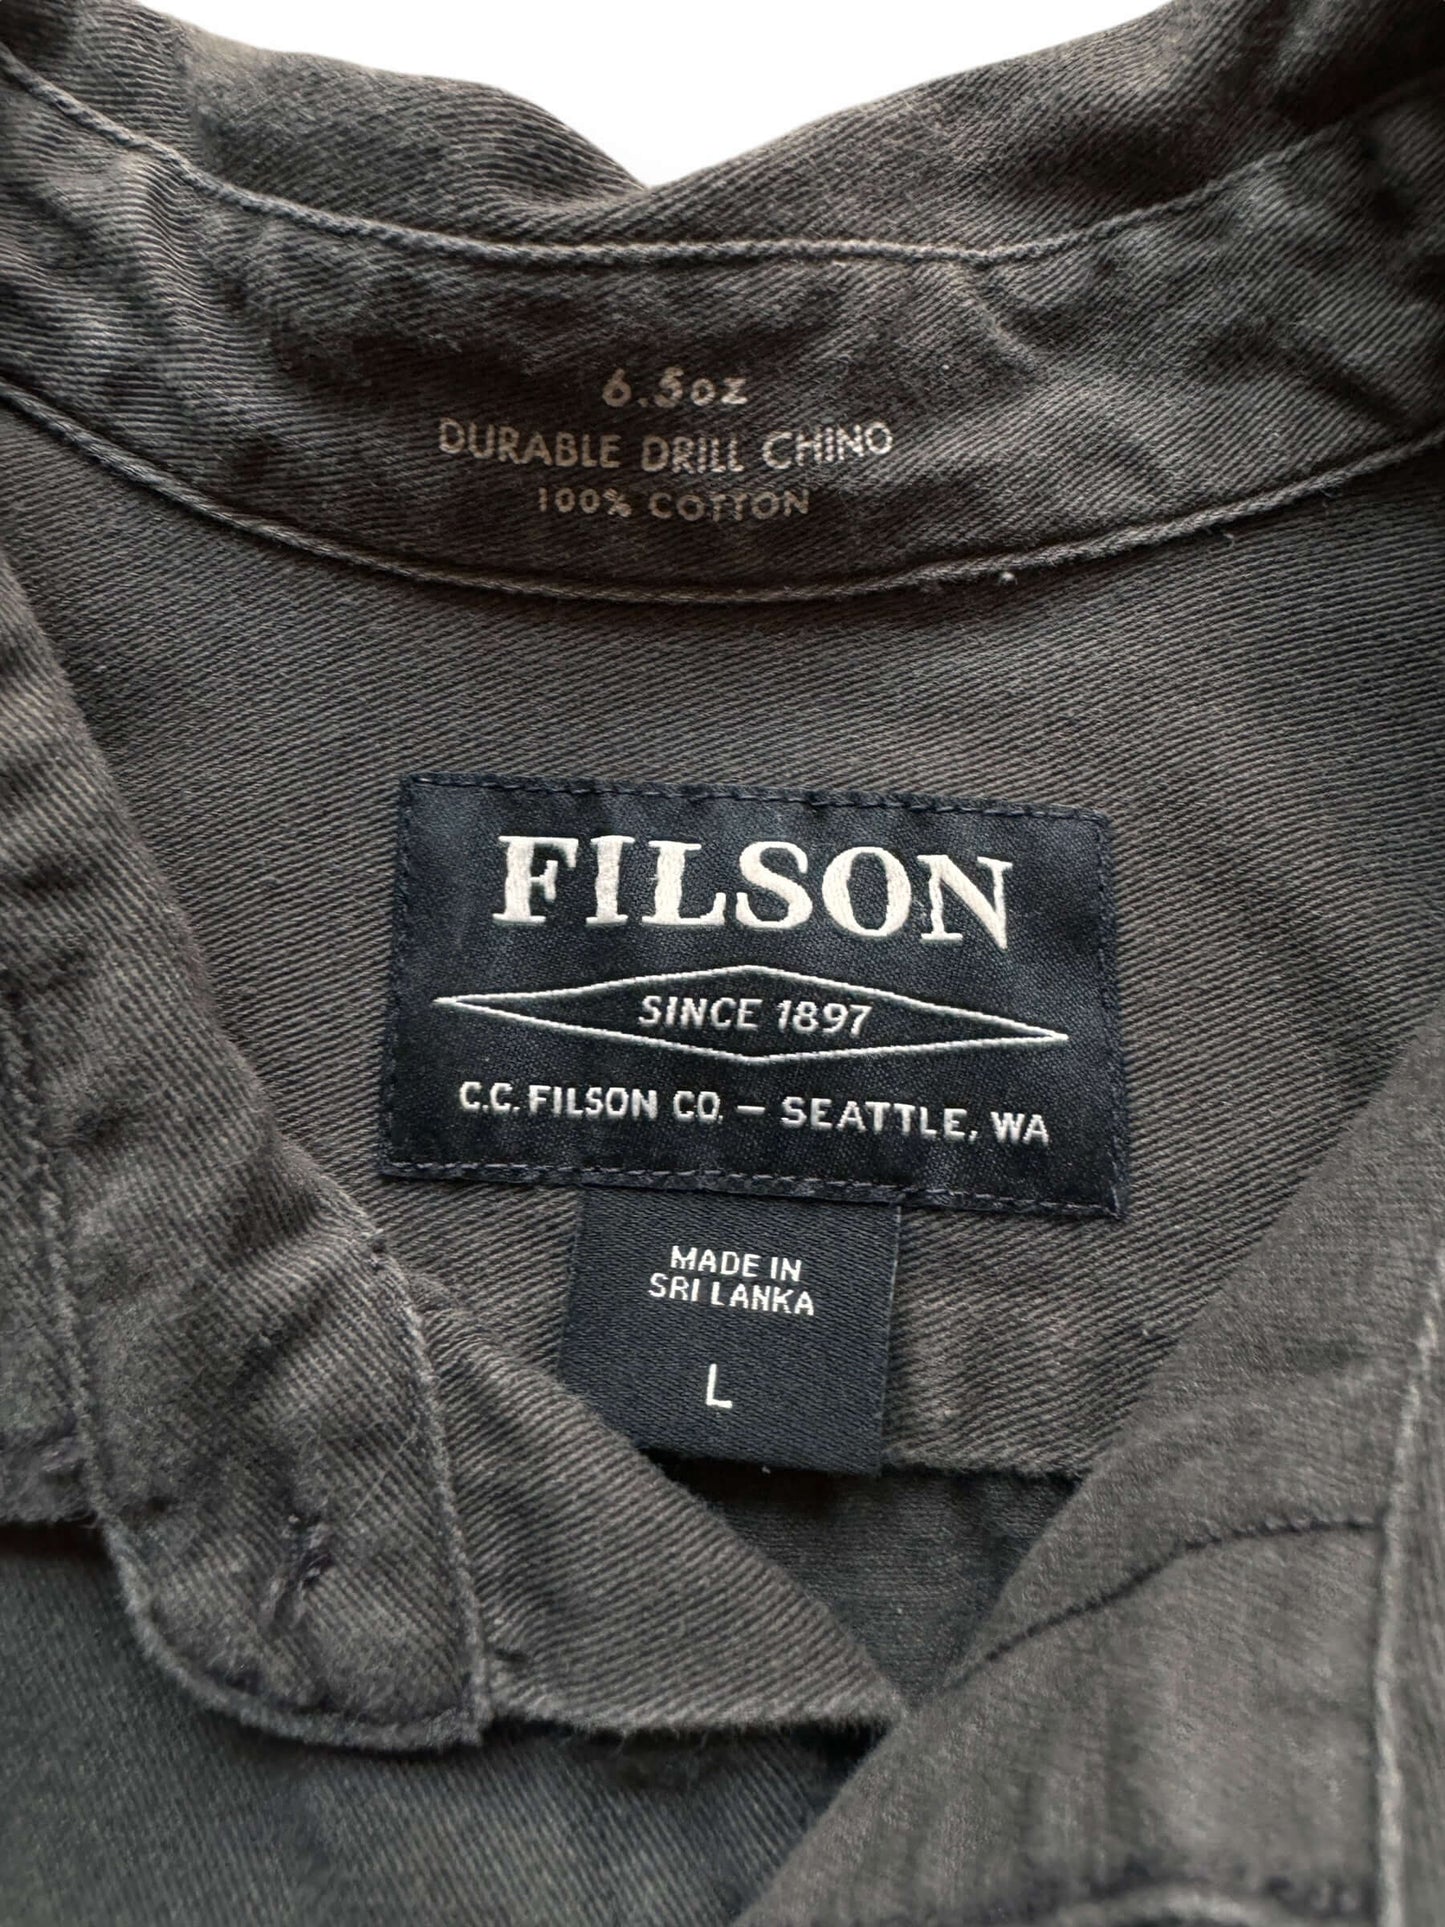 6.5oz
DURABLE DRILL CHINO
100% COTTON
FILSON
SINCE 1897
C.C. FILSON CO. – SEATTLE, WA
MADE IN
SRI LANKA
L